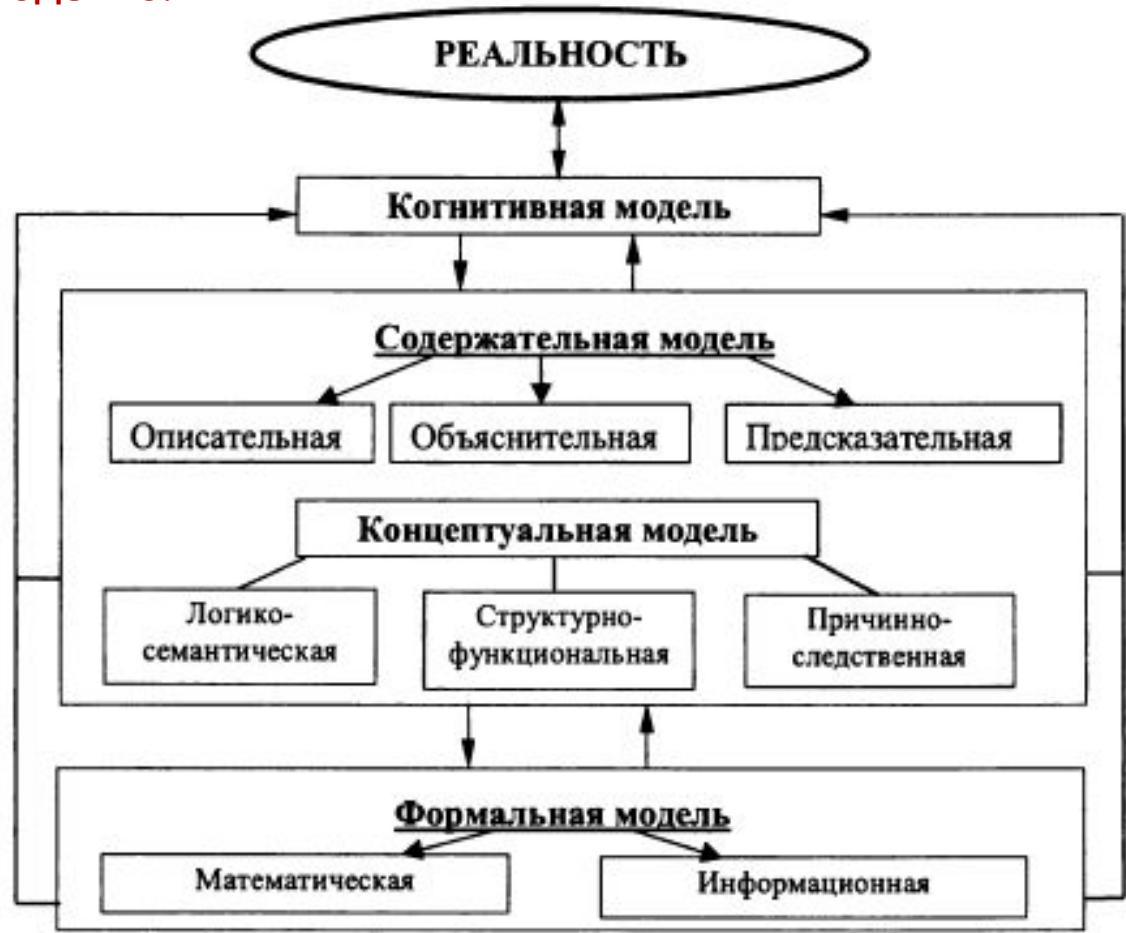 РЕАЛЬНОСТЬ
Когнитивная модель
Содержательная модель
Описательная
Объяснительная
Предсказательная
Концептуальная модель
Логико-
семантическая
Структурно-
функциональная
Причинно-
следственная
Формальная модель
Математическая
Информационная